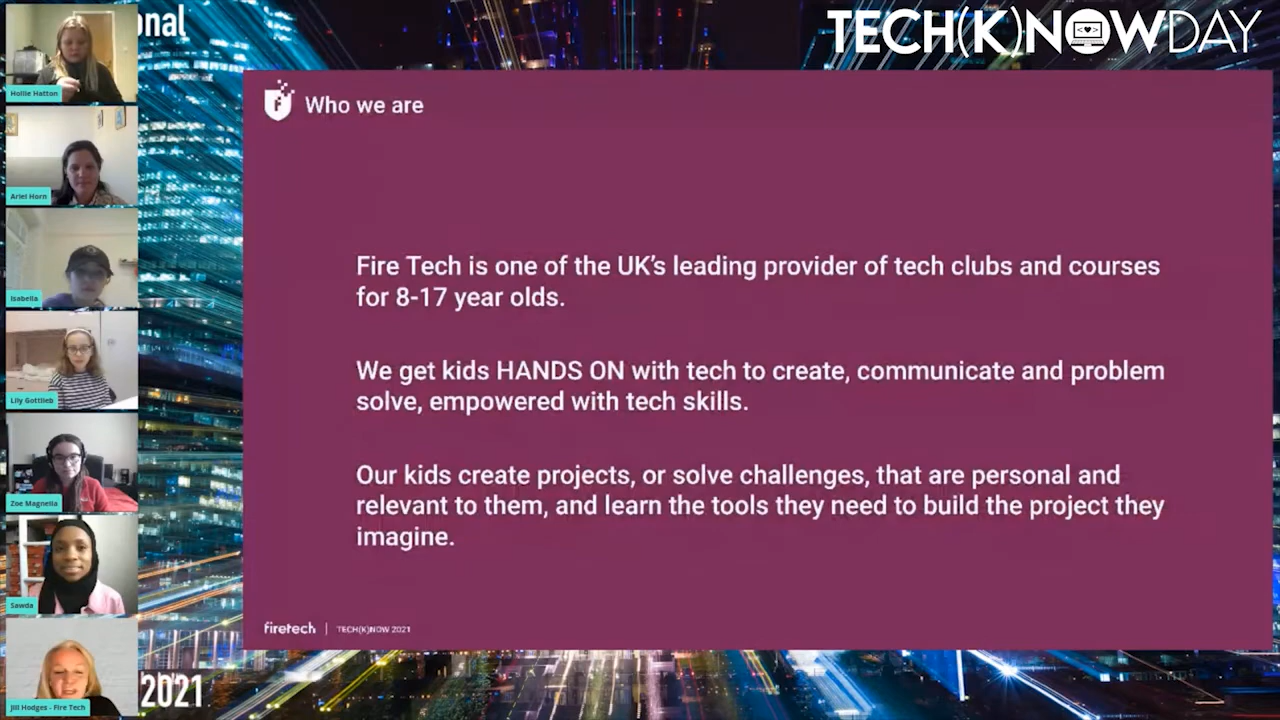 onal
TECH(K)NOWDAY
Hollie Hatton
Ariel Horn
Isabella
Lily Gottlieb
Zoe Magnelia
Sawda
Jill Hodges - Fire Tech
2021
F
Who we are
Fire Tech is one of the UK's leading provider of tech clubs and courses
for 8-17 year olds.
We get kids HANDS ON with tech to create, communicate and problem
solve, empowered with tech skills.
Our kids create projects, or solve challenges, that are personal and
relevant to them, and learn the tools they need to build the project they
imagine.
firetech | TECH(K)NOW 2021